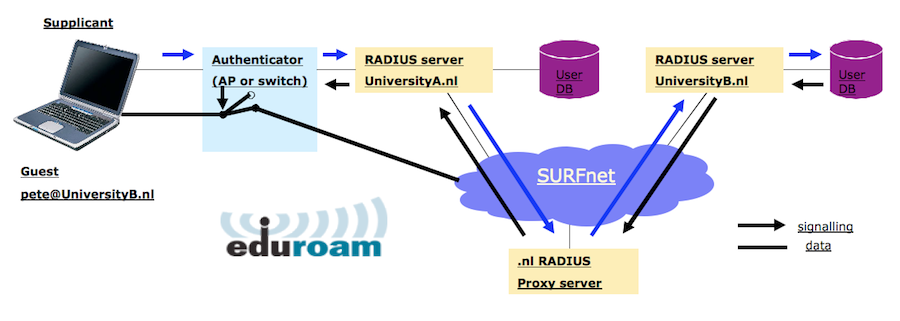 Supplicant
Authenticator
(AP or switch)
RADIUS server
UniversityA.nl
User
DB
RADIUS server
UniversityB.nl
User
DB
Guest
pete@UniversityB.nl
SURFnet
eduroam
signalling
data
.nl RADIUS
Proxy server